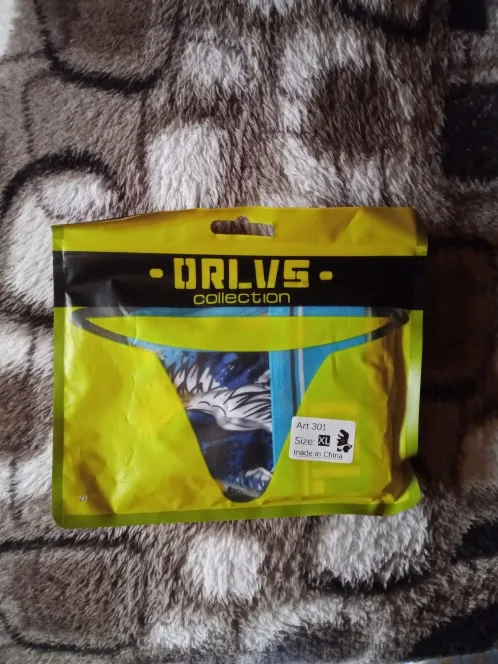 ORLVS
collection
Art 301
Size: XL
made in China